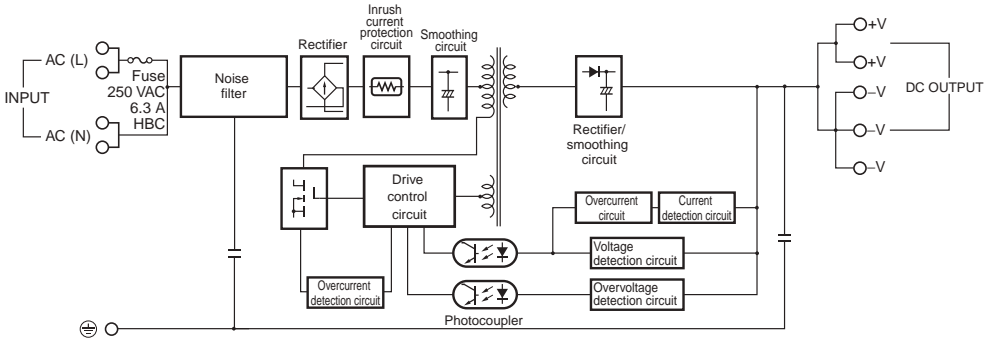 INPUT
AC (L)
AC (N)
Fuse
250 VAC
6.3 A
HBC
Noise
filter
Rectifier
Inrush
current
protection
circuit
Smoothing
circuit
Rectifier/
smoothing
circuit
+V
+V
−V
−V
−V
DC OUTPUT
Drive
control
circuit
Overcurrent
circuit
Current
detection circuit
Voltage
detection circuit
Overcurrent
detection circuit
Overvoltage
detection circuit
Photocoupler